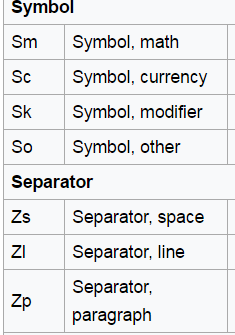 Symbol
Sm Symbol, math
Sc Symbol, currency
Sk Symbol, modifier
So Symbol, other
Separator
Zs Separator, space
Zl Separator, line
Zp Separator,
paragraph